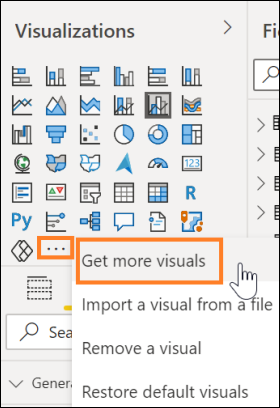 Visualizations
Fi
123
R
Py
...
Get more visuals
Import a visual from a file
Remove a visual
Restore default visuals
Sea
Genera